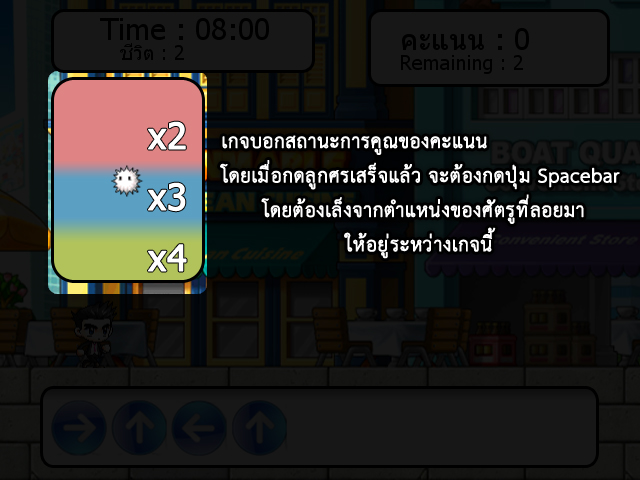 Time : 08:00
ชีวิต : 2
คะแนน : 0
Remaining : 2
x2
x3
x4
เกจบอกสถานะการคูณของคะแนน
โดยเมื่อกดลูกศรเสร็จแล้ว จะต้องกดปุ่ม Spacebar
โดยต้องเล็งจากตำแหน่งของศัตรูที่ลอยมา
ให้อยู่ระหว่างเกจนี้
BOAT QUA
Convenient Store
Cuisine